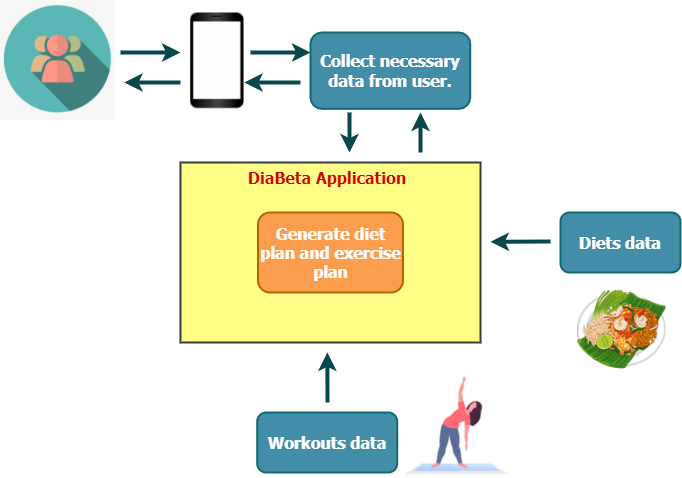 Collect necessary
data from user.
DiaBeta Application
Generate diet
plan and exercise
plan
Diets data
Workouts data